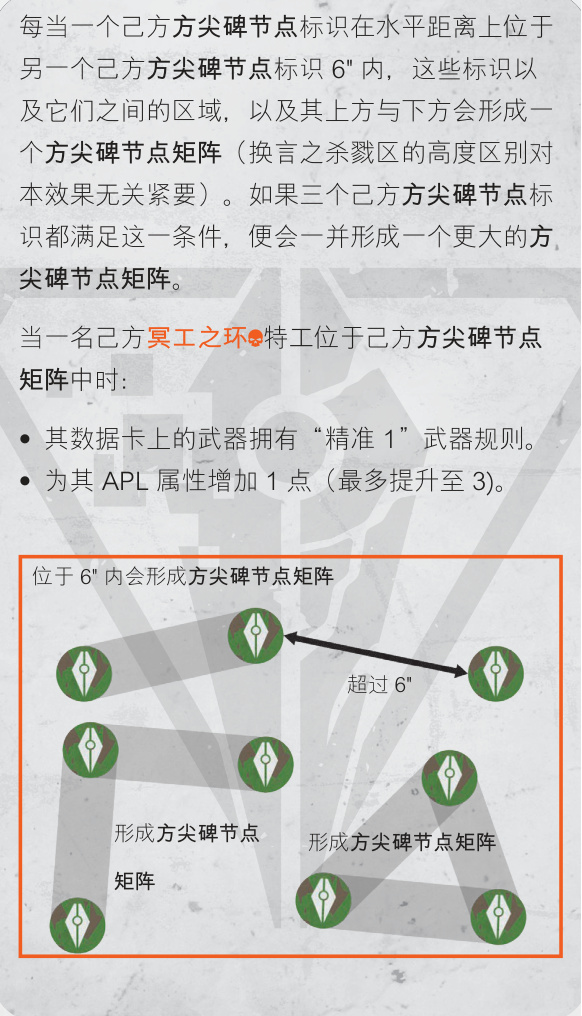 每当一个己方方尖碑节点标识在水平距离上位于
另一个己方方尖碑节点标识 6" 内，这些标识以
及它们之间的区域，以及其上方与下方会形成一
个方尖碑节点矩阵（换言之杀戮区的高度区别对
本效果无关紧要）。如果三个己方方尖碑节点标
识都满足这一条件，便会一并形成一个更大的方
尖碑节点矩阵。
当一名己方冥工之环特工位于己方方尖碑节点
矩阵中时:
• 其数据卡上的武器拥有“精准 1”武器规则。
• 为其 APL 属性增加 1 点（最多提升至 3)。
位于 6" 内会形成方尖碑节点矩阵
超过 6"
形成方尖碑节点
矩阵
形成方尖碑节点矩阵